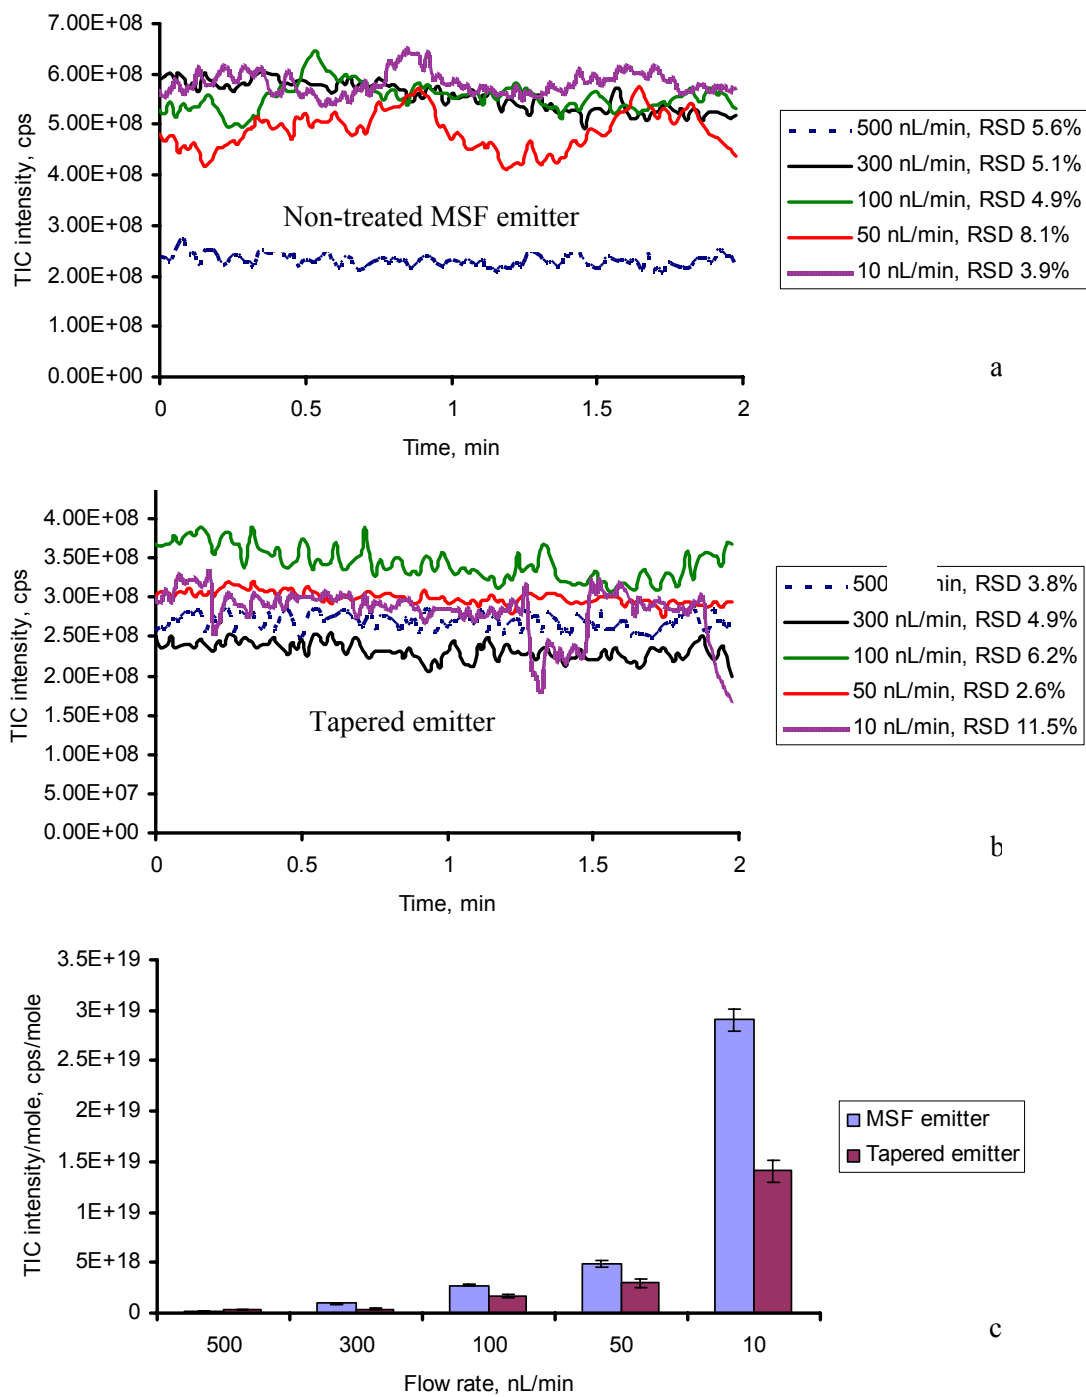 7.00E+08
6.00E+08
5.00E+08
4.00E+08
3.00E+08
2.00E+08
1.00E+08
0.00E+00
TIC intensity, cps
Non-treated MSF emitter
0 0.5 1 1.5 2
Time, min
500 nL/min, RSD 5.6%
300 nL/min, RSD 5.1%
100 nL/min, RSD 4.9%
50 nL/min, RSD 8.1%
10 nL/min, RSD 3.9%
a
4.00E+08
3.50E+08
3.00E+08
2.50E+08
2.00E+08
1.50E+08
1.00E+08
5.00E+07
0.00E+00
TIC intensity, cps
Tapered emitter
0 0.5 1 1.5 2
Time, min
500 min, RSD 3.8%
300 nL/min, RSD 4.9%
100 nL/min, RSD 6.2%
50 nL/min, RSD 2.6%
10 nL/min, RSD 11.5%
b
3.5E+19
3E+19
2.5E+19
2E+19
1.5E+19
1E+19
5E+18
0
TIC intensity/mole, cps/mole
500 300 100 50 10
Flow rate, nL/min
MSF emitter
Tapered emitter
c